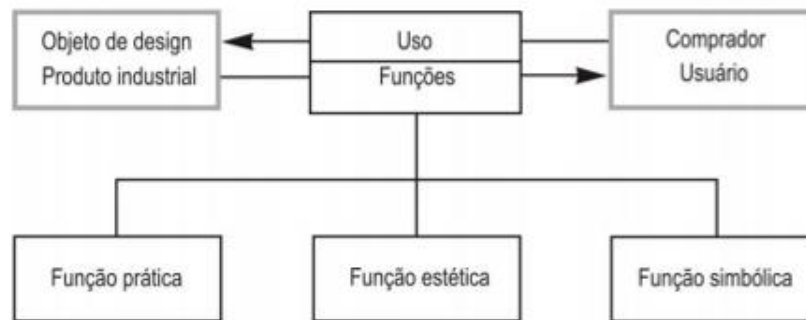 Objeto de design
Produto industrial
Uso
Funções
Comprador
Usuário
Função prática
Função estética
Função simbólica